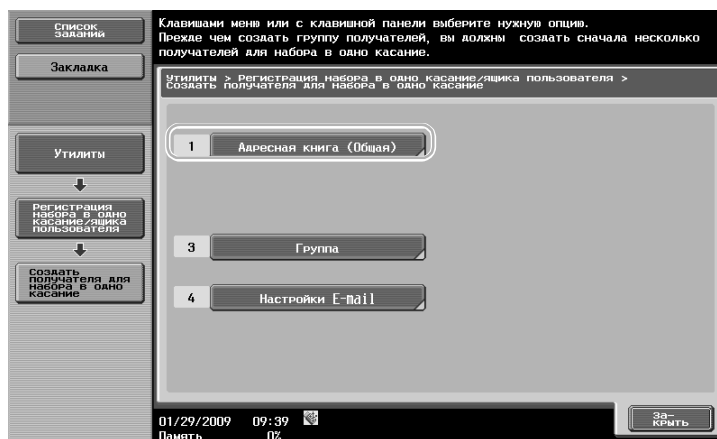 Список
заданий
Закладка
Утилиты
Регистрация
набора в одно
касание/ящика
пользователя
Создать
получателя для
набора в одно
касание
Клавишами меню или с клавишной панели выберите нужную опцию.
Прежде чем создать группу получателей, вы должны создать сначала несколько
получателей для набора в одно касание.
Утилиты > Регистрация набора в одно касание/ящика пользователя >
Создать получателя для набора в одно касание
1 Адресная книга (Общая)
3 Группа
4 Настройки E-mail
01/29/2009 09:39
Память 0%
За-
крыть